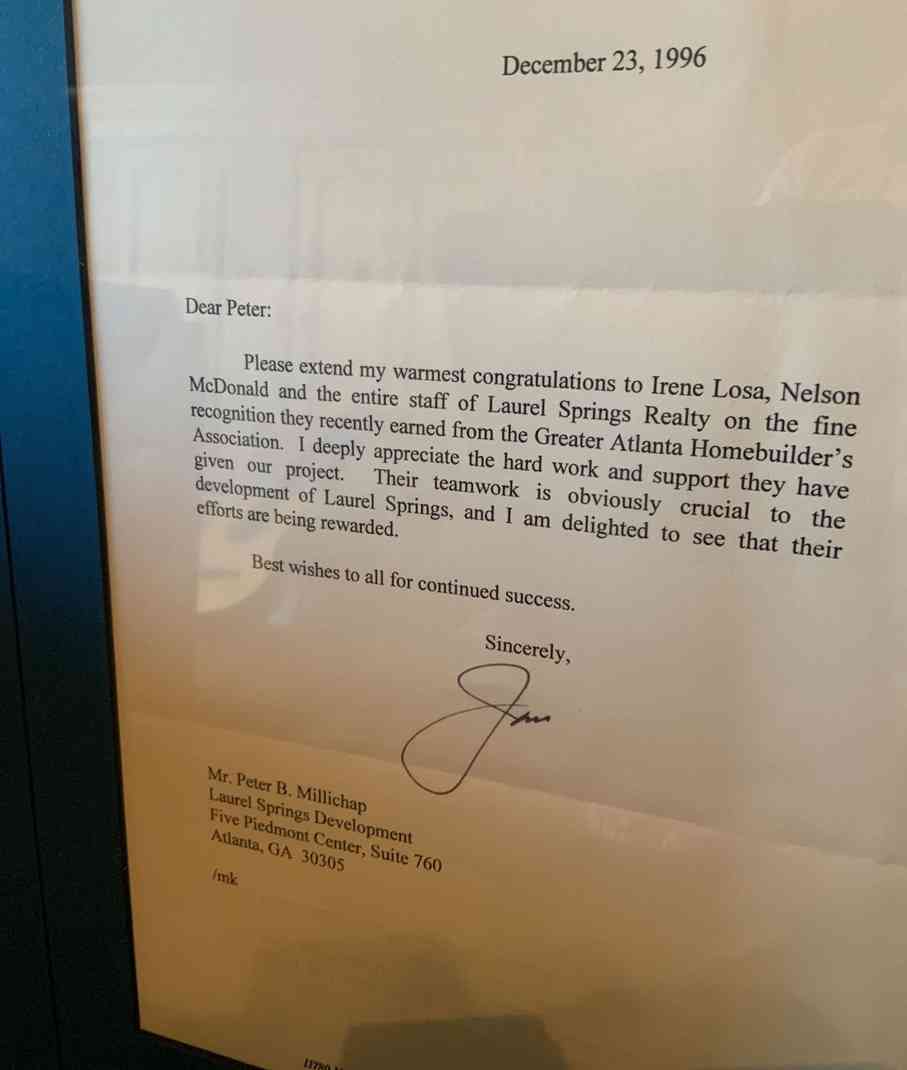 December 23, 1996
Dear Peter:
Please extend my warmest congratulations to Irene Losa, Nelson
McDonald and the entire staff of Laurel Springs Realty on the fine
recognition they recently earned from the Greater Atlanta Homebuilder's
Association. I deeply appreciate the hard work and support they have
given our project. Their teamwork is obviously crucial to the
development of Laurel Springs, and I am delighted to see that their
efforts are being rewarded.
Best wishes to all for continued success.
Sincerely,
Mr. Peter B. Millichap
Laurel Springs Development
Five Piedmont Center, Suite 760
Atlanta, GA 30305
/mk